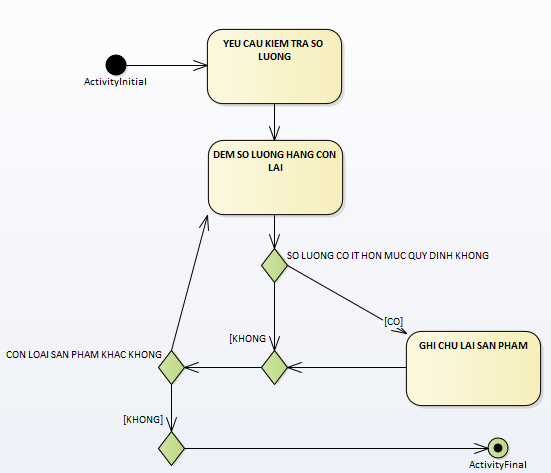 YEU CAU KIEM TRA SO
LUONG
ActivityInitial
DEM SO LUONG HANG CON
LAI
SO LUONG CO IT HON MUC QUY DINH KHONG
[CO]
[KHONG
GHI CHU LAI SAN PHAM
CON LOAI SAN PHAM KHAC KHONG
[KHONG]
ActivityFinal